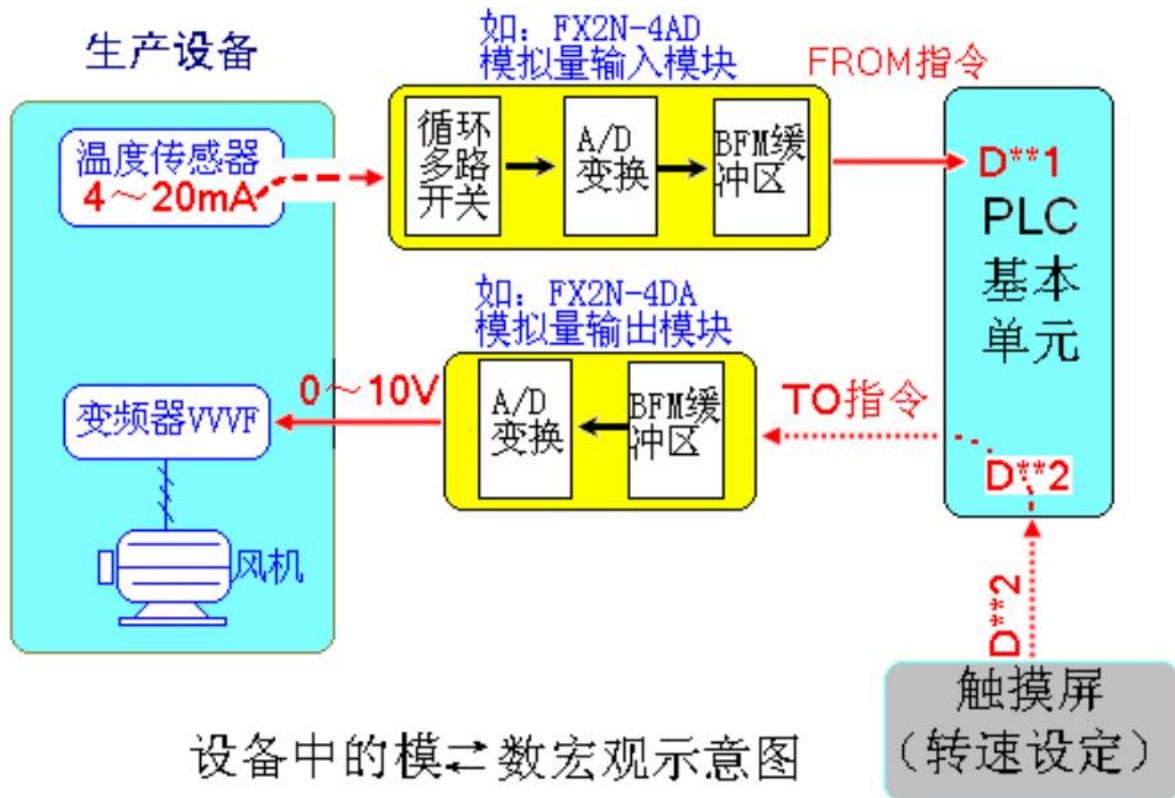 生产设备
温度传感器
4～20mA
变频器VVVF
风机
如：FX2N-4AD
模拟量输入模块
循环
多路
开关
A/D
变换
BFM缓
冲区
FROM指令
D**1
PLC
基本
单元
D**2
如：FX2N-4DA
模拟量输出模块
0～10V
A/D
变换
BFM缓
冲区
TO指令
D**2
触摸屏
（转速设定）
设备中的模⇄数宏观示意图